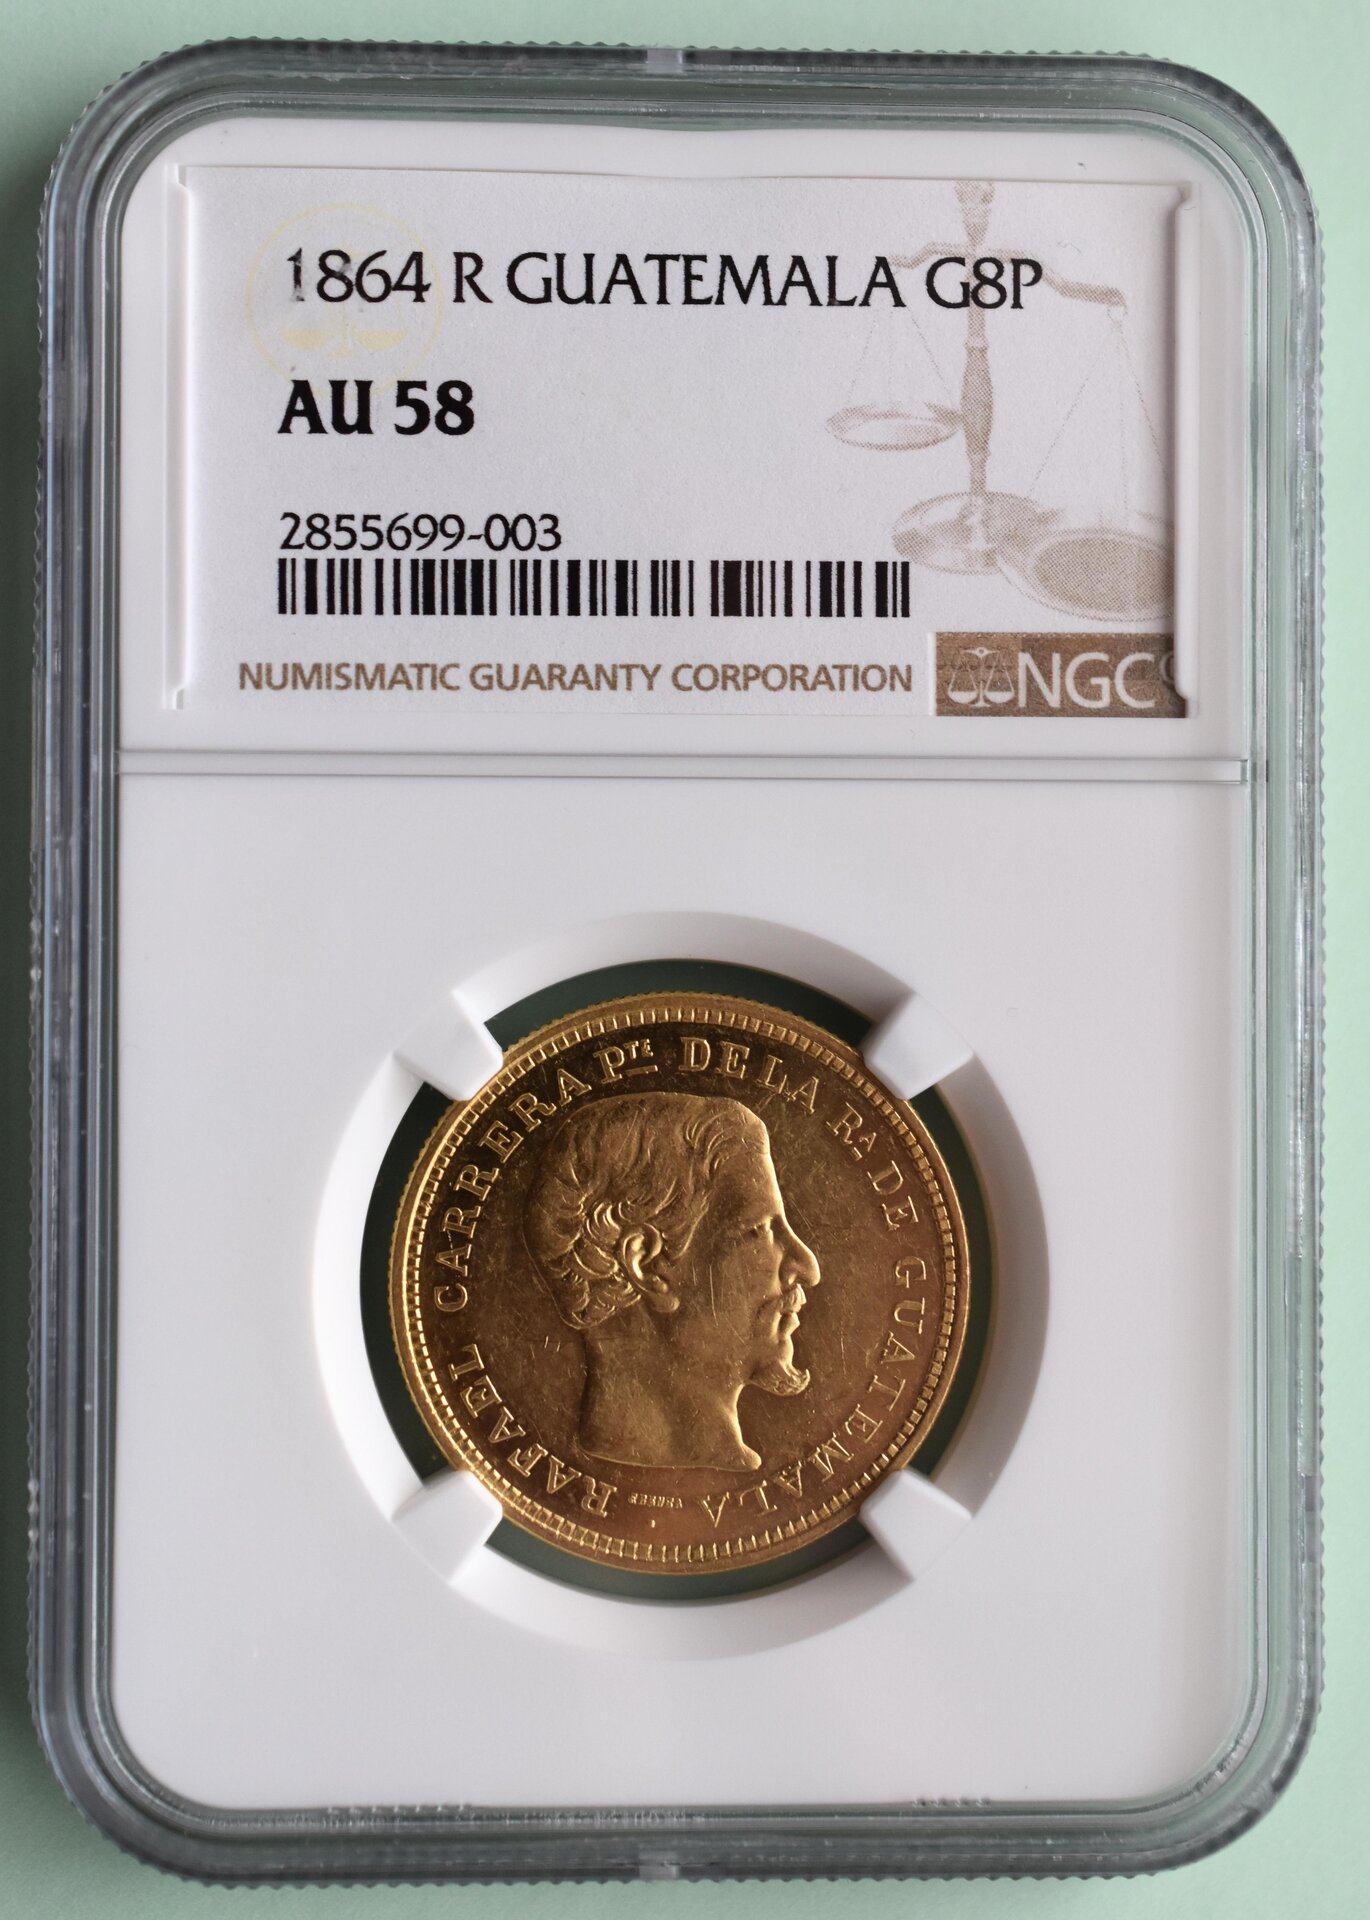 1864 R GUATEMALA G8P
AU 58
2855699-003
NUMISMATIC GUARANTY CORPORATION
NGC
RAFAEL CARRERA PTE DE LA RA DE GUATEMALA